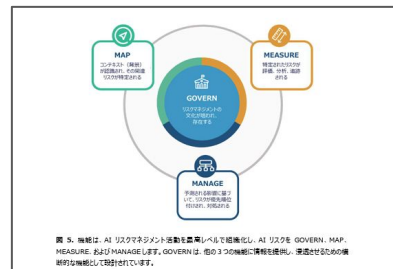 MAP
コンテキスト（背景）
が認識され、その関連
リスクが特定される
MEASURE
特定されたリスクが
評価、分析、追跡
される
GOVERN
リスクマネジメントの
文化が培われ、
存在する
MANAGE
予測される影響に基づ
いて、リスクが優先順位
付けされ、対処される
図 5. 機能は、AI リスクマネジメント活動を最高レベルで組織化し、AI リスクを GOVERN、MAP、
MEASURE、および MANAGE します。GOVERN は、他の 3 つの機能に情報を提供し、浸透させるための横
断的な機能として設計されています。